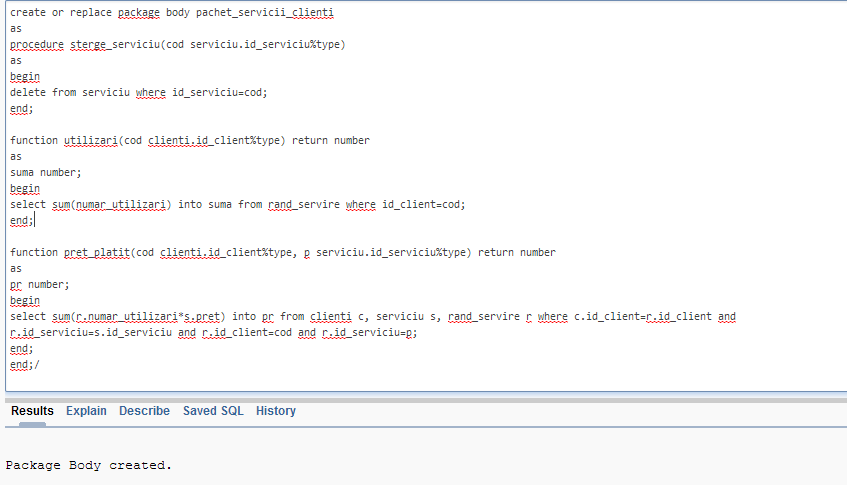 create or replace package body pachet_servicii_clienti
as
procedure sterge_serviciu(cod serviciu.id_serviciu%type)
as
begin
delete from serviciu where id_serviciu=cod;
end;
function utilizari(cod clienti.id_client%type) return number
as
suma number;
begin
select sum(numar_utilizari) into suma from rand_servire where id_client=cod;
end;
function pret_platit(cod clienti.id_client%type, p serviciu.id_serviciu%type) return number
as
pr number;
begin
select sum(r.numar_utilizari*s.pret) into pr from clienti c, serviciu s, rand_servire r where c.id_client=r.id_client and
r.id_serviciu=s.id_serviciu and r.id_client=cod and r.id_serviciu=p;
end;
end;/
Results Explain Describe Saved SQL History
Package Body created.